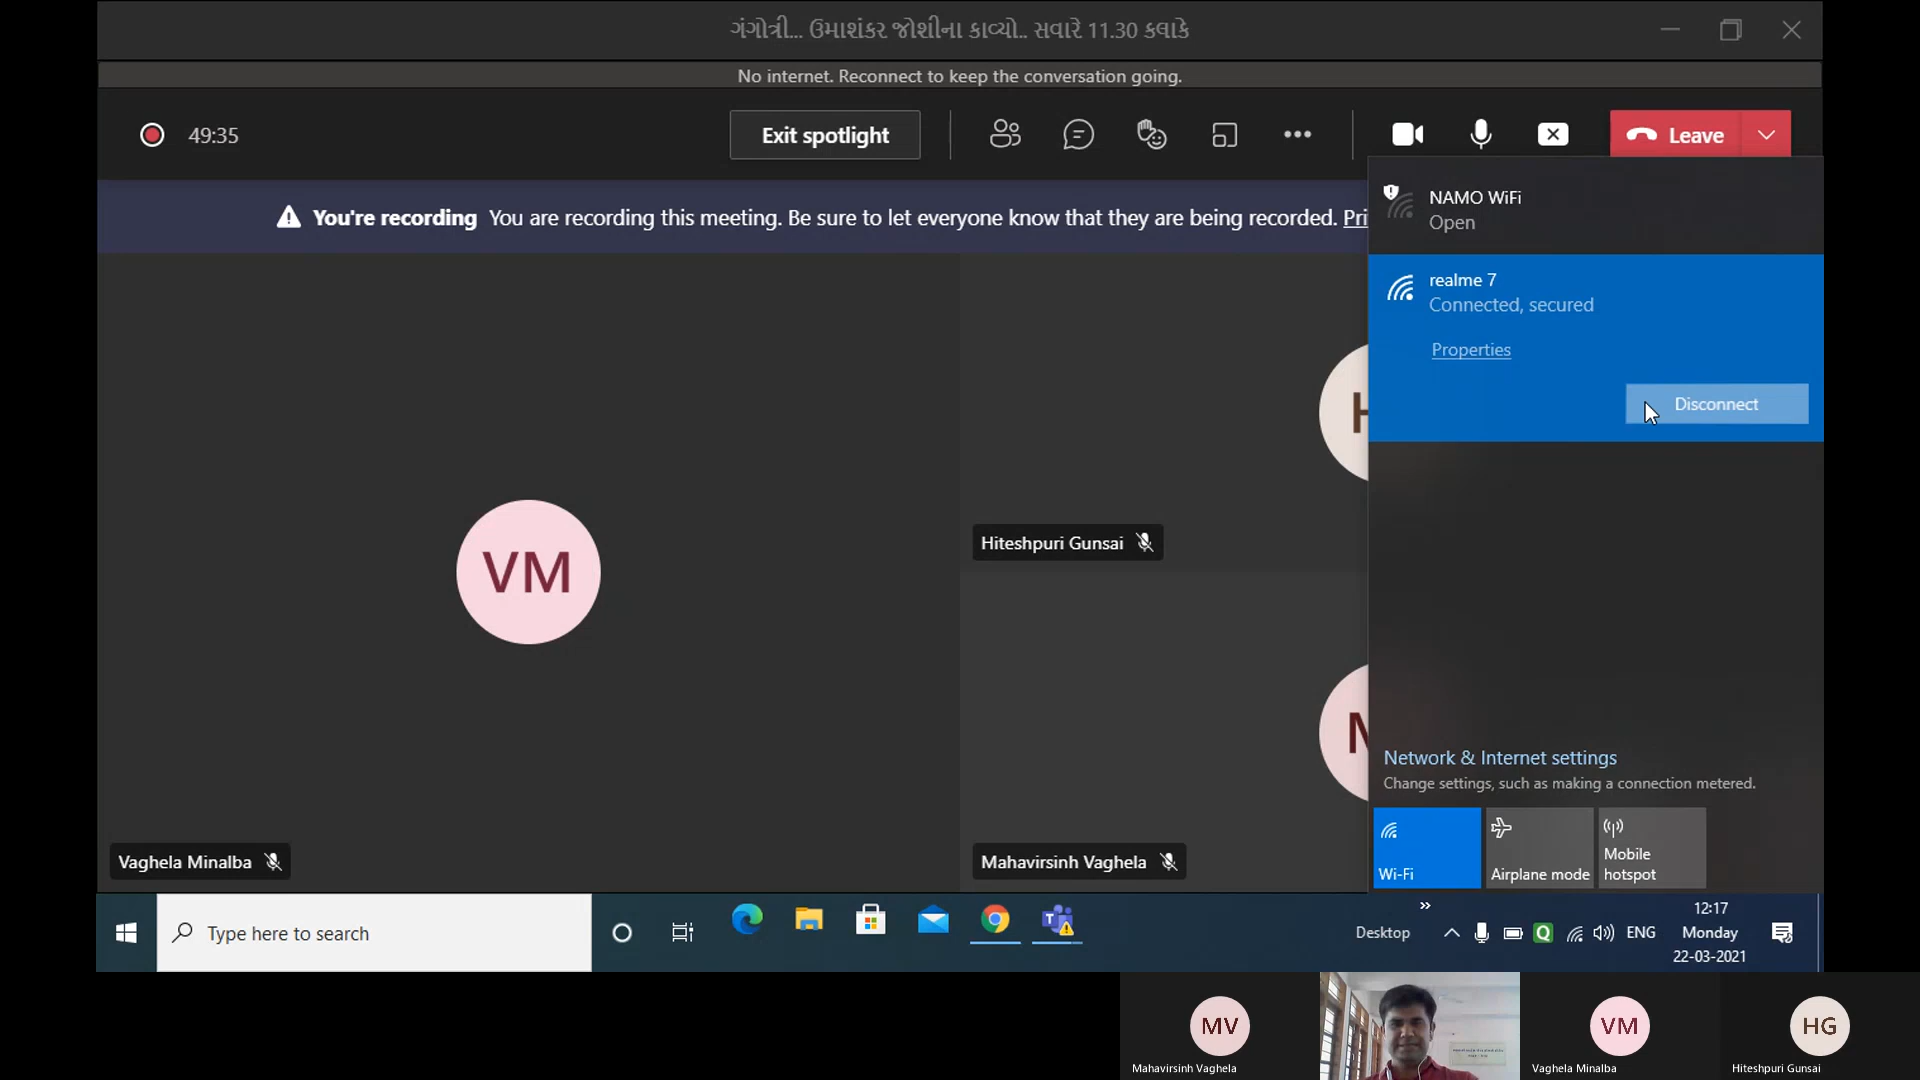 ગંગોત્રી... ઉમાશંકર જોશીના કાવ્યો.. સવારે 11.30 કલાકે
No internet. Reconnect to keep the conversation going.
49:35
Exit spotlight
Leave
You're recording You are recording this meeting. Be sure to let everyone know that they are being recorded. Pri
NAMO WiFi
Open
realme 7
Connected, secured
Properties
Disconnect
H
VM
Hiteshpuri Gunsai
M
Vaghela Minalba
Mahavirsinh Vaghela
Network & Internet settings
Change settings, such as making a connection metered.
Wi-Fi
Airplane mode
Mobile
hotspot
Type here to search
Desktop
ENG
12:17
Monday
22-03-2021
MV
VM
HG
Mahavirsinh Vaghela
Vaghela Minalba
Hiteshpuri Gunsai